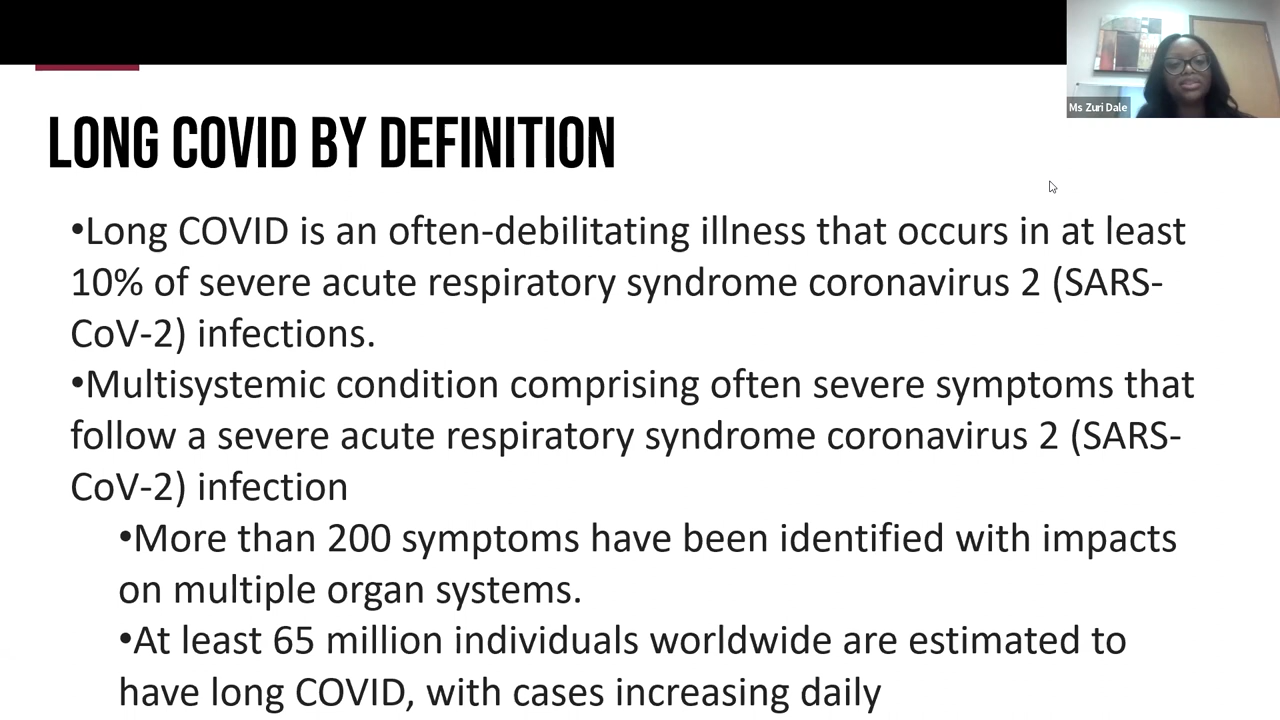 Ms Zuri Dale
LONG COVID BY DEFINITION
•Long COVID is an often-debilitating illness that occurs in at least
10% of severe acute respiratory syndrome coronavirus 2 (SARS-
CoV-2) infections.
•Multisystemic condition comprising often severe symptoms that
follow a severe acute respiratory syndrome coronavirus 2 (SARS-
CoV-2) infection
•More than 200 symptoms have been identified with impacts
on multiple organ systems.
•At least 65 million individuals worldwide are estimated to
have long COVID, with cases increasing daily